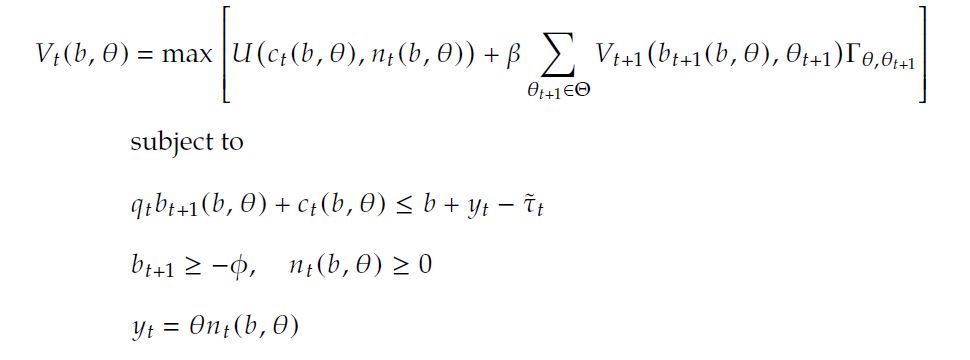 V_t(b, θ) = max [U(c_t(b, θ), n_t(b, θ)) + β ∑_{θ_{t+1}∈Θ} V_{t+1}(b_{t+1}(b, θ), θ_{t+1})Γ_{θ,θ_{t+1}}]
subject to
q_t b_{t+1}(b, θ) + c_t(b, θ) ≤ b + y_t − τ̃_t
b_{t+1} ≥ −ϕ, n_t(b, θ) ≥ 0
y_t = θn_t(b, θ)